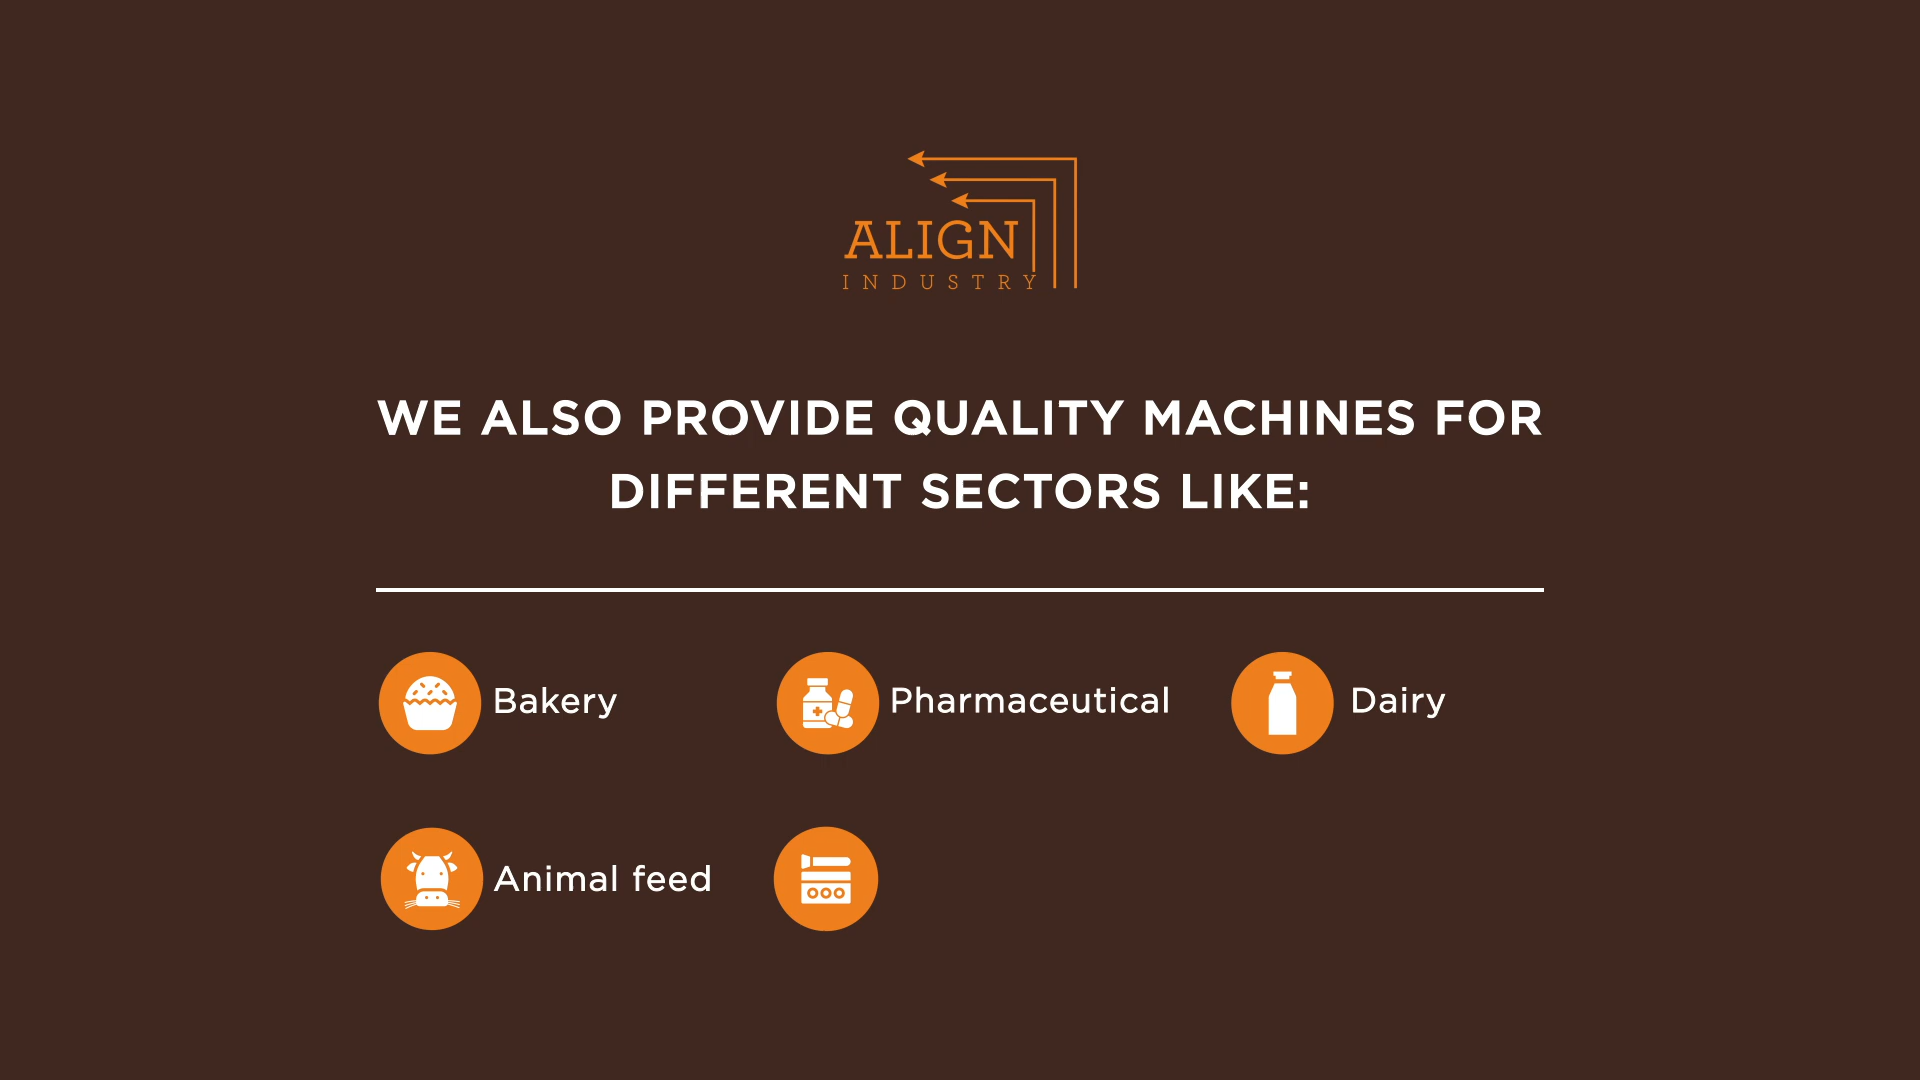 ALIGN
INDUSTRY
WE ALSO PROVIDE QUALITY MACHINES FOR
DIFFERENT SECTORS LIKE:
Bakery
Pharmaceutical
Dairy
Animal feed